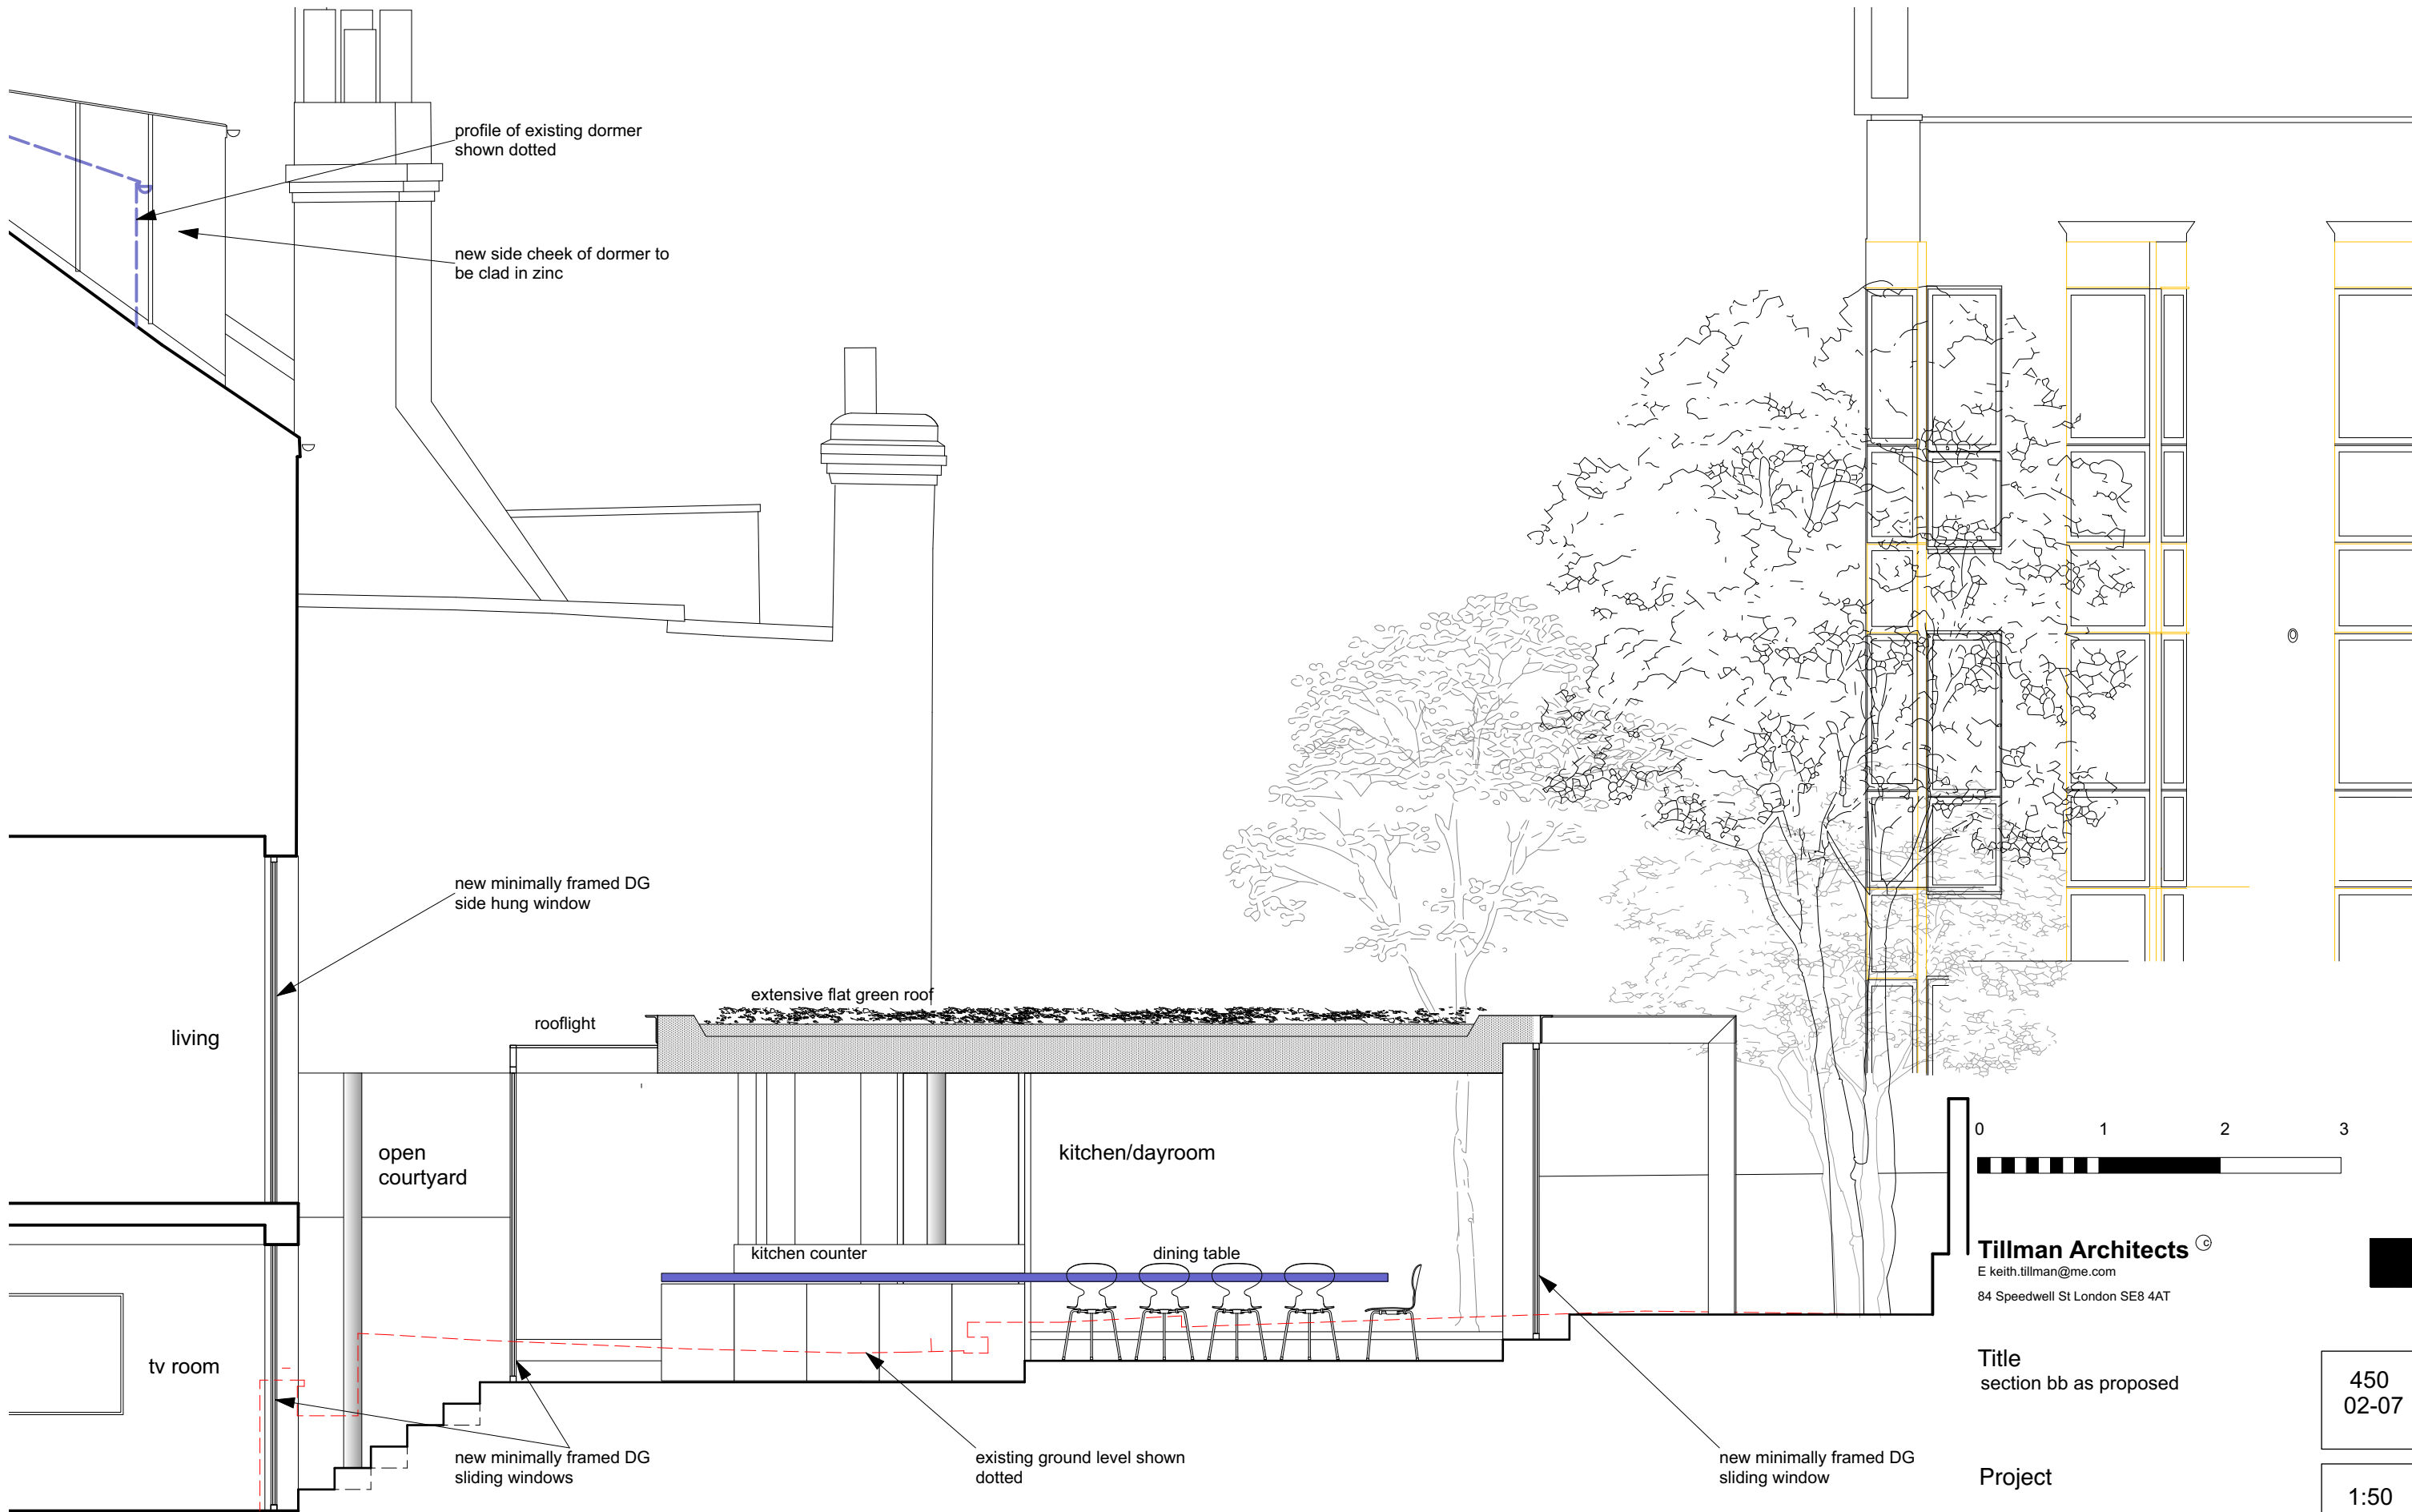 profile of existing dormer
shown dotted
new side cheek of dormer to
be clad in zinc
new minimally framed DG
side hung window
extensive flat green roof
rooflight
living
open
courtyard
kitchen/dayroom
kitchen counter
dining table
tv room
new minimally framed DG
sliding windows
existing ground level shown
dotted
new minimally framed DG
sliding window
0 1 2 3
Tillman Architects ©
E keith.tillman@me.com
84 Speedwell St London SE8 4AT
Title
section bb as proposed
450
02-07
Project
1:50